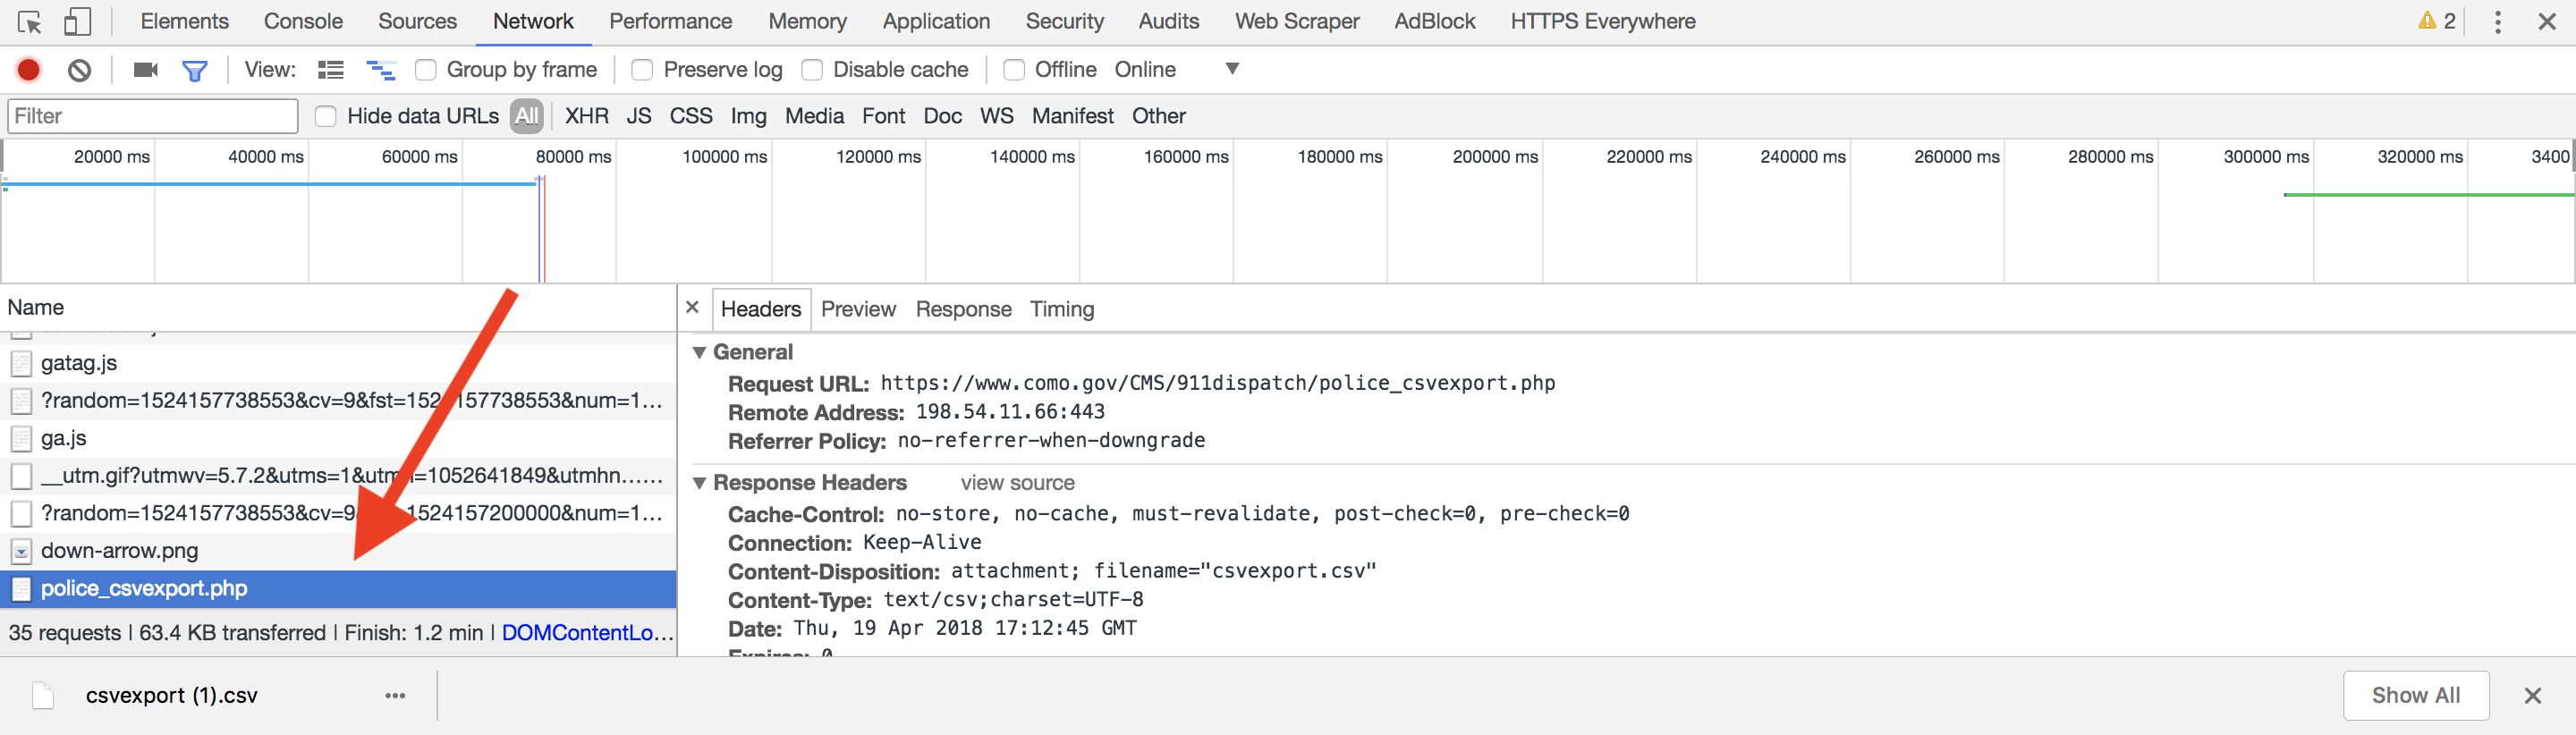 Elements Console Sources Network Performance Memory Application Security Audits Web Scraper AdBlock HTTPS Everywhere 2
View: Group by frame Preserve log Disable cache Offline Online
Filter Hide data URLs All XHR JS CSS Img Media Font Doc WS Manifest Other
20000 ms 40000 ms 60000 ms 80000 ms 100000 ms 120000 ms 140000 ms 160000 ms 180000 ms 200000 ms 220000 ms 240000 ms 260000 ms 280000 ms 300000 ms 320000 ms 3400
Name
gatag.js
?random=1524157738553&cv=9&fst=152 157738553&num=1...
ga.js
__utm.gif?utmwv=5.7.2&utms=1&utm =1052641849&utmhn......
?random=1524157738553&cv=9 1524157200000&num=1...
down-arrow.png
police_csvexport.php
35 requests | 63.4 KB transferred | Finish: 1.2 min | DOMContentLo...
Headers Preview Response Timing
General
Request URL: https://www.como.gov/CMS/911dispatch/police_csvexport.php
Remote Address: 198.54.11.66:443
Referrer Policy: no-referrer-when-downgrade
Response Headers view source
Cache-Control: no-store, no-cache, must-revalidate, post-check=0, pre-check=0
Connection: Keep-Alive
Content-Disposition: attachment; filename="csvexport.csv"
Content-Type: text/csv;charset=UTF-8
Date: Thu, 19 Apr 2018 17:12:45 GMT
Expires: 0
csvexport (1).csv
Show All